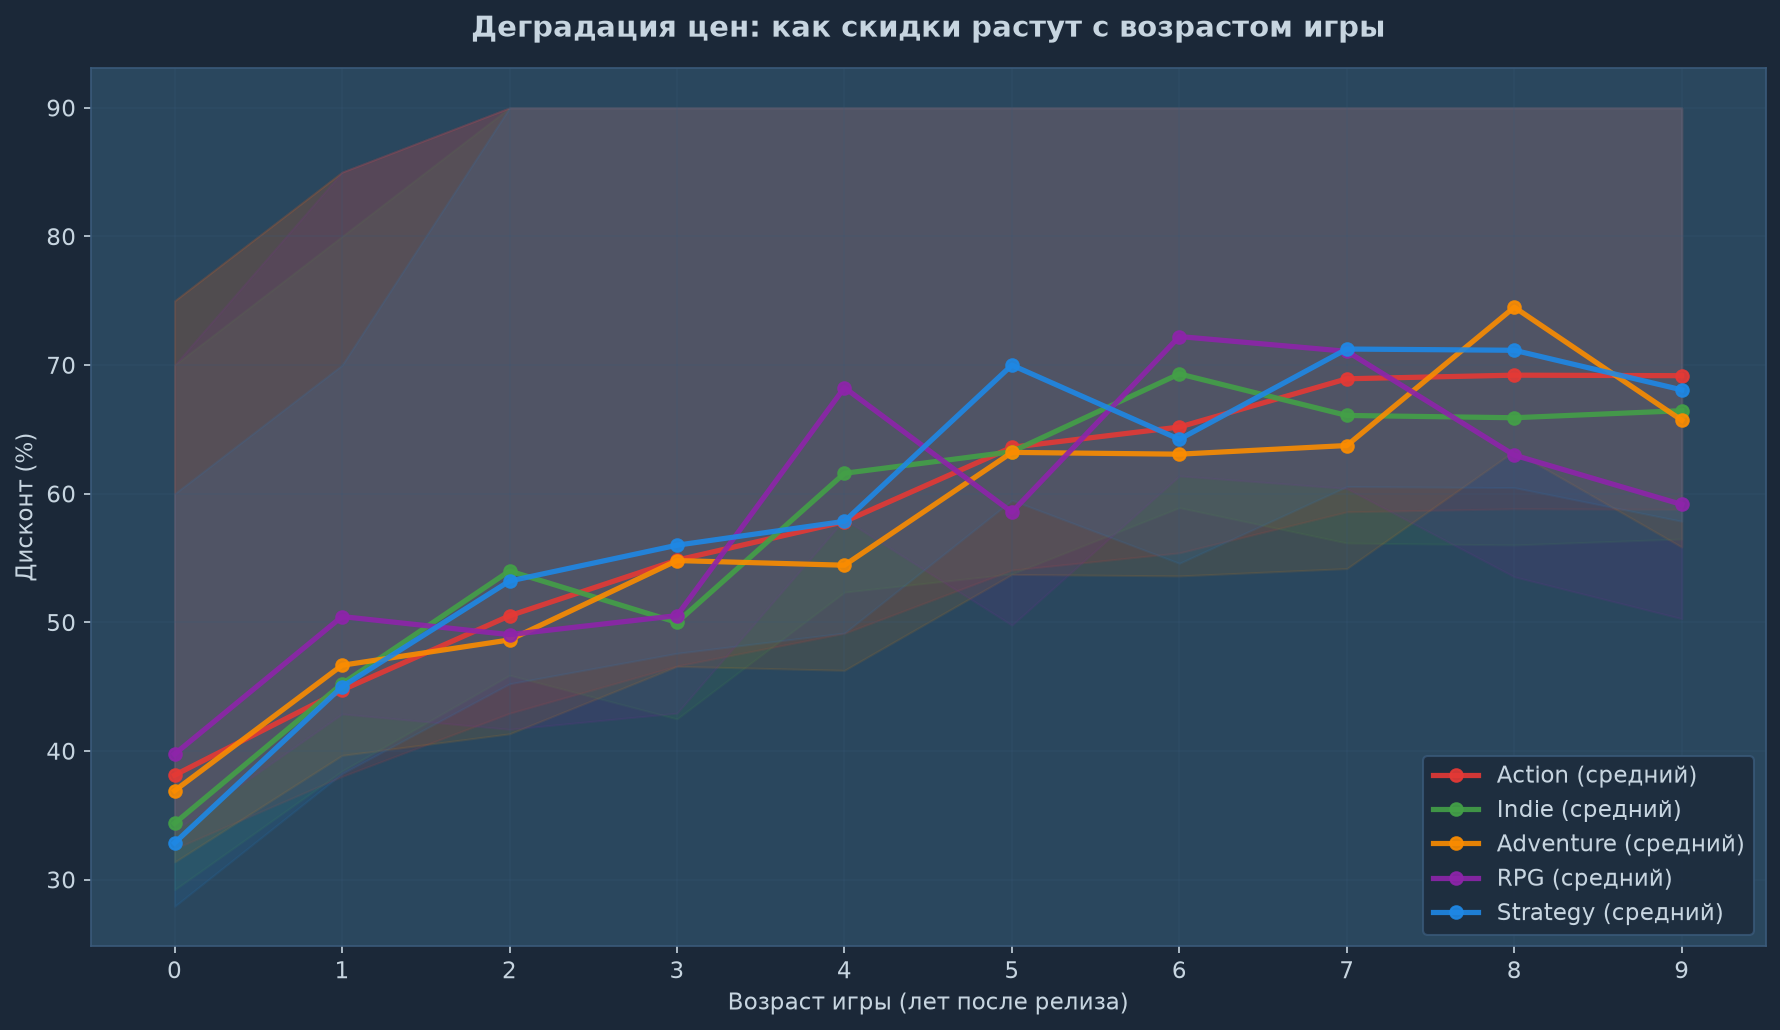 Деградация цен: как скидки растут с возрастом игры
Дисконт (%)
90
80
70
60
50
40
30
Action (средний)
Indie (средний)
Adventure (средний)
RPG (средний)
Strategy (средний)
0 1 2 3 4 5 6 7 8 9
Возраст игры (лет после релиза)